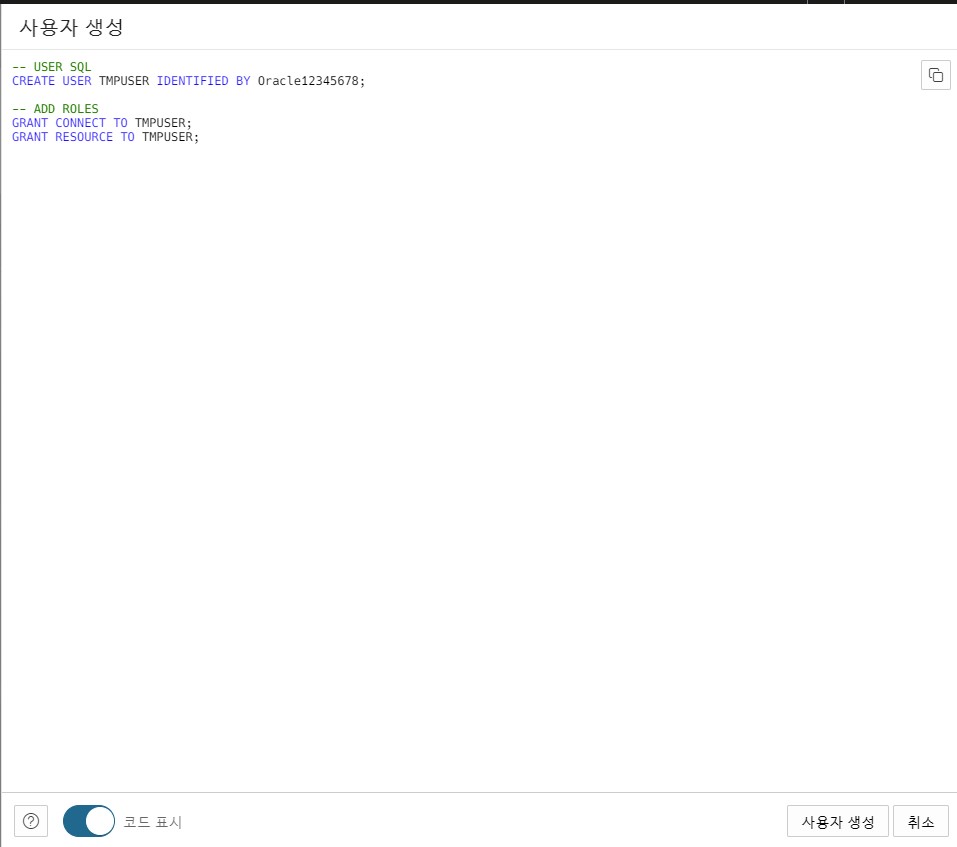 사용자 생성
-- USER SQL
CREATE USER TMPUSER IDENTIFIED BY Oracle12345678;
-- ADD ROLES
GRANT CONNECT TO TMPUSER;
GRANT RESOURCE TO TMPUSER;
코드 표시
사용자 생성
취소